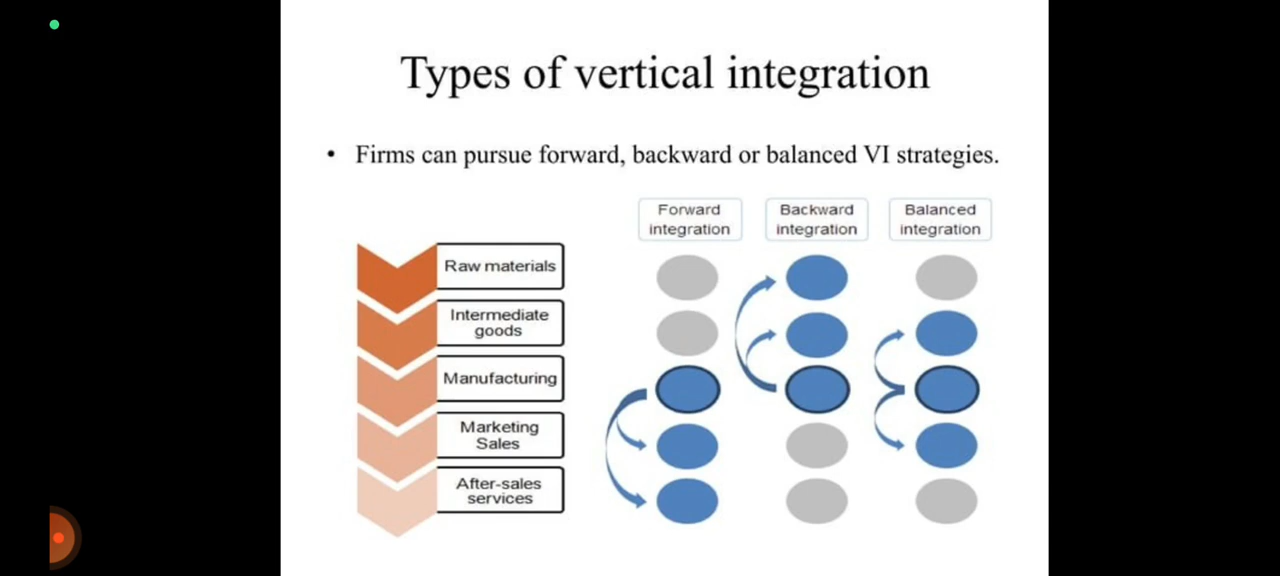 Types of vertical integration
• Firms can pursue forward, backward or balanced VI strategies.
Forward
integration
Backward
integration
Balanced
integration
Raw materials
Intermediate
goods
Manufacturing
Marketing
Sales
After-sales
services